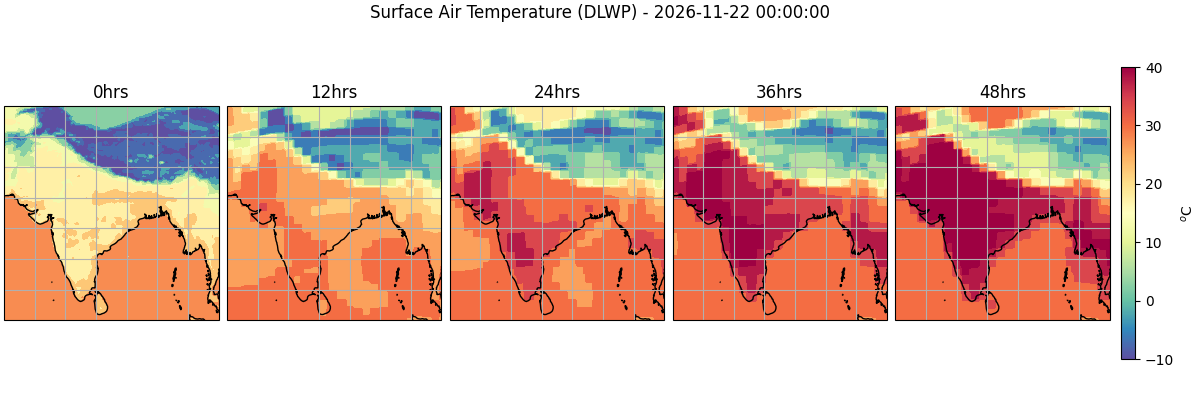 Surface Air Temperature (DLWP) - 2026-11-22 00:00:00
0hrs
12hrs
24hrs
36hrs
48hrs
40
30
20
10
0
−10
°C